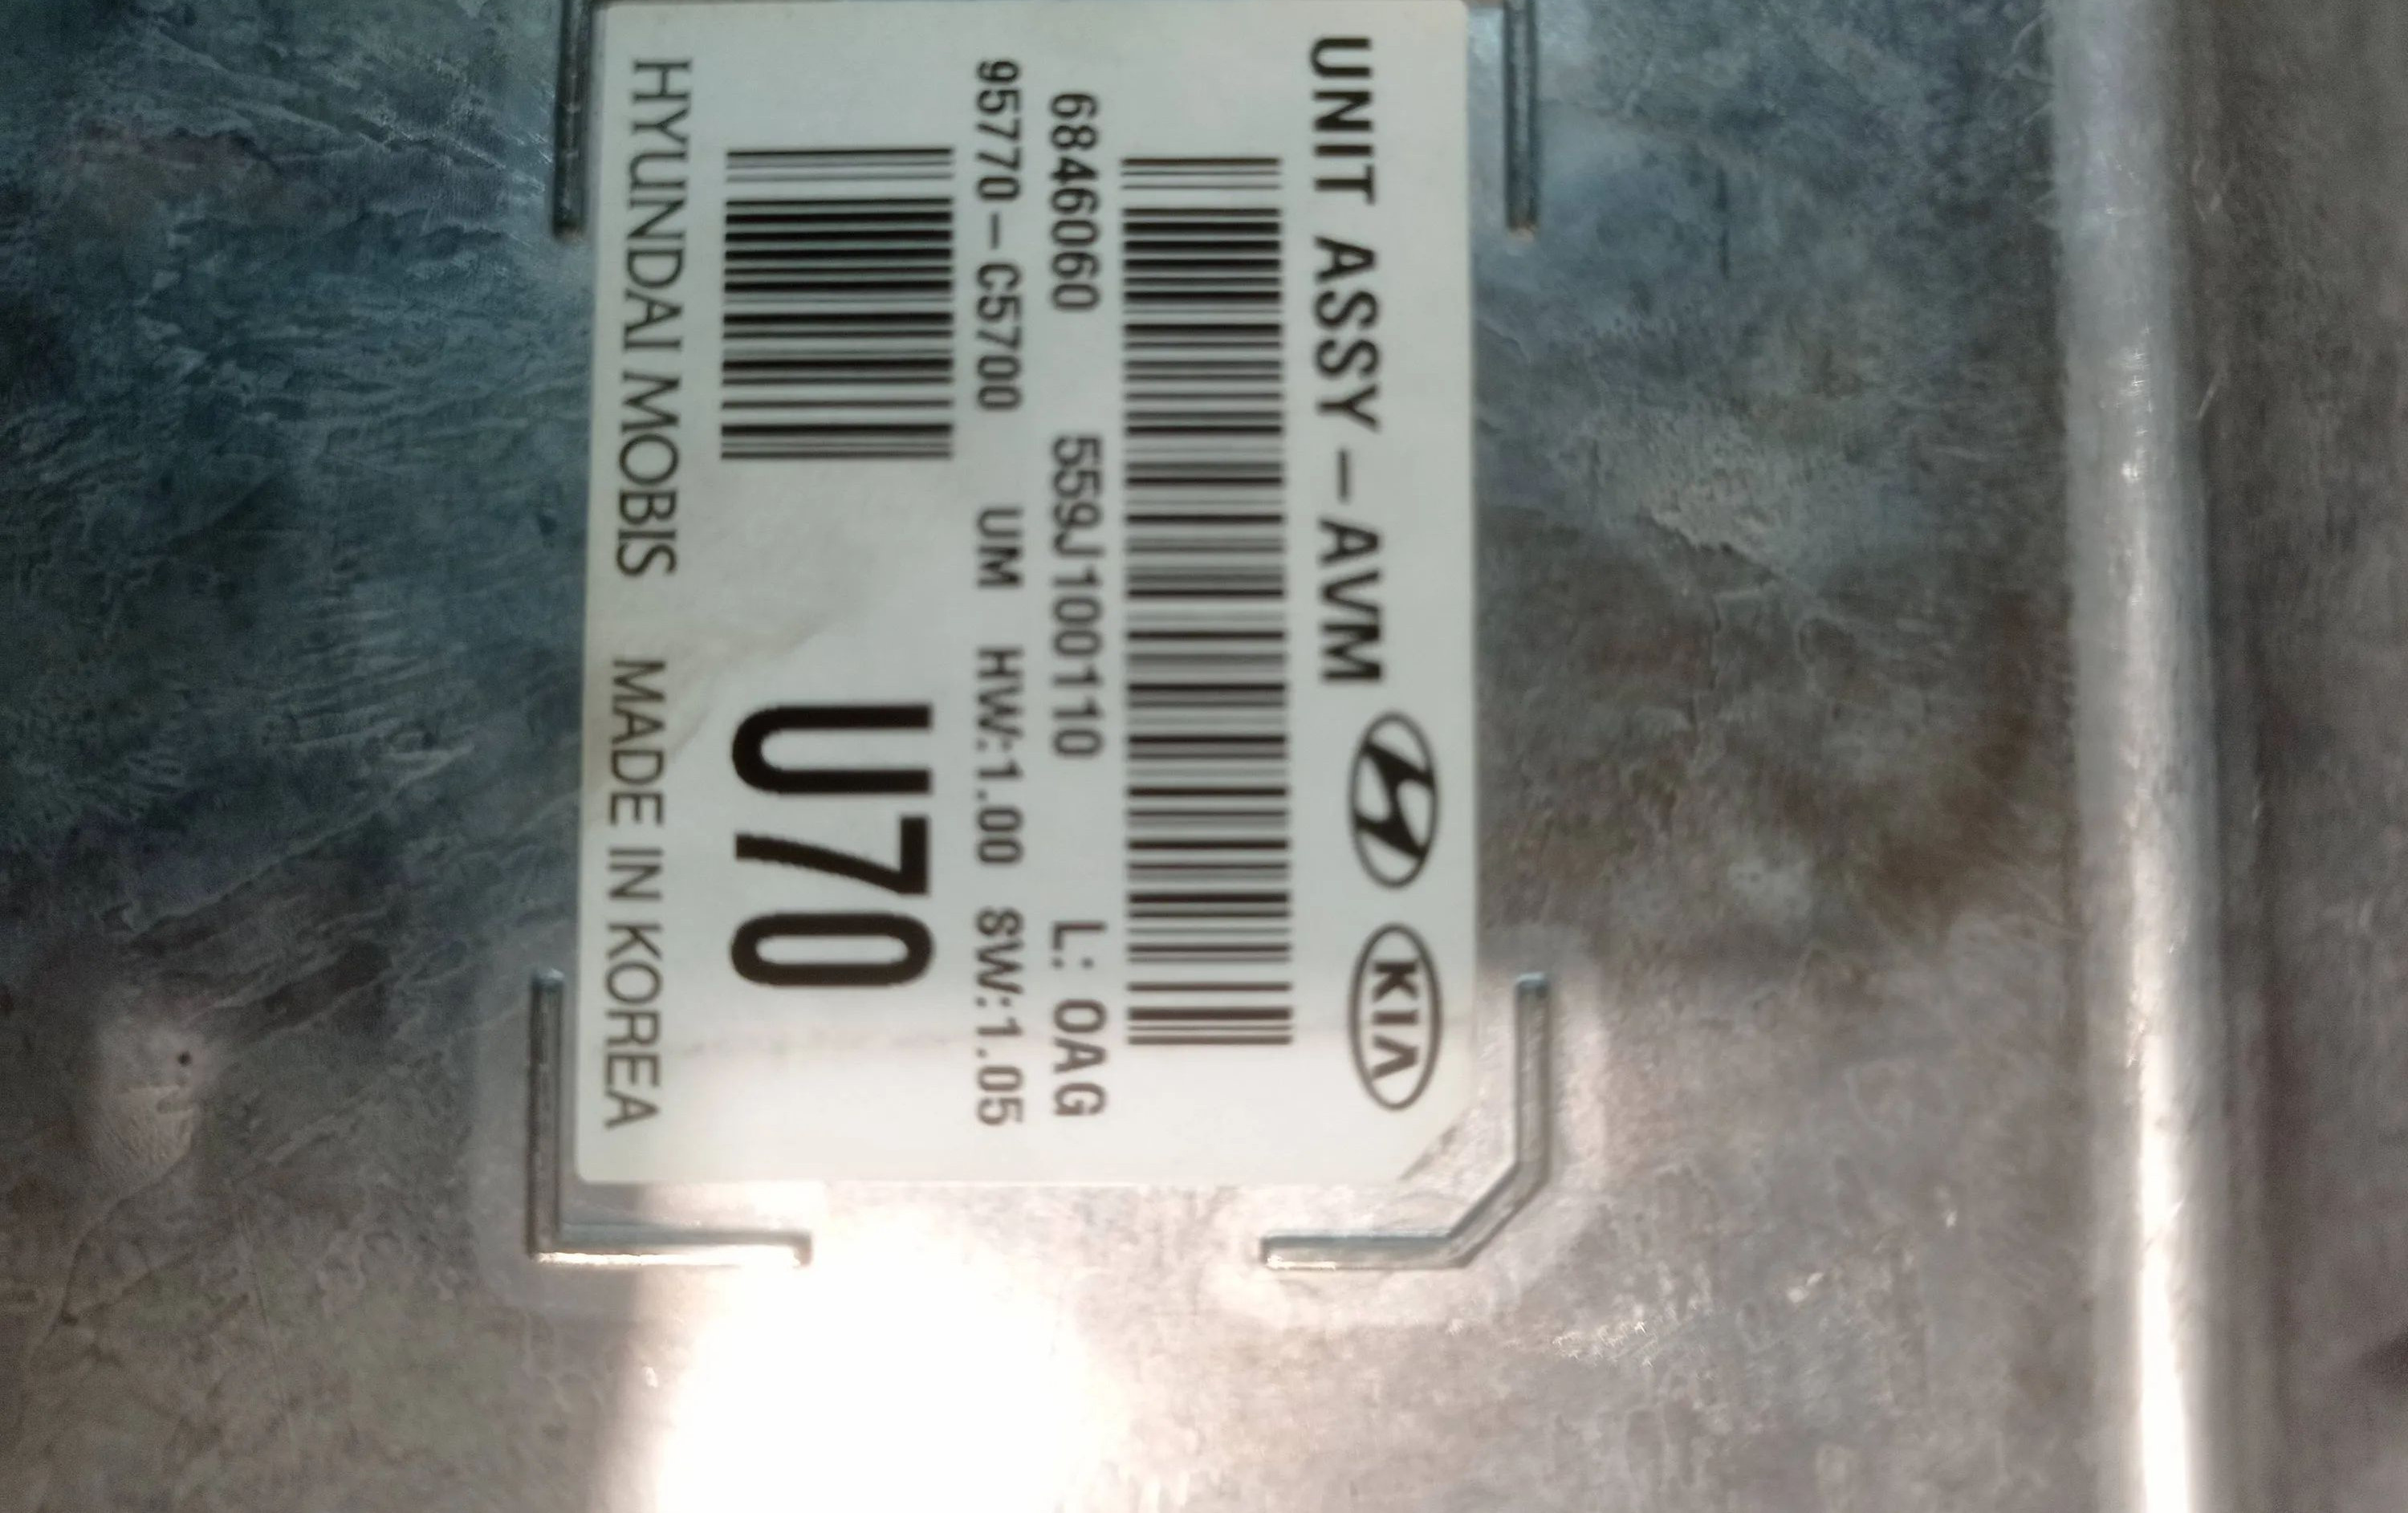 UNIT ASSY-AVM
KIA
6846060 559J100110 L: 0AG
95770-C5700 UM HW:1.00 SW:1.05
U70
HYUNDAI MOBIS MADE IN KOREA